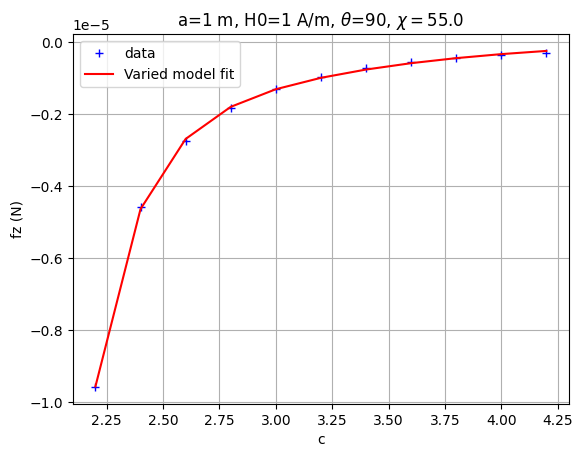 a=1 m, H0=1 A/m, θ=90, χ = 55.0
1e−5
0.0
−0.2
−0.4
−0.6
−0.8
−1.0
fz (N)
data
Varied model fit
2.25 2.50 2.75 3.00 3.25 3.50 3.75 4.00 4.25
c